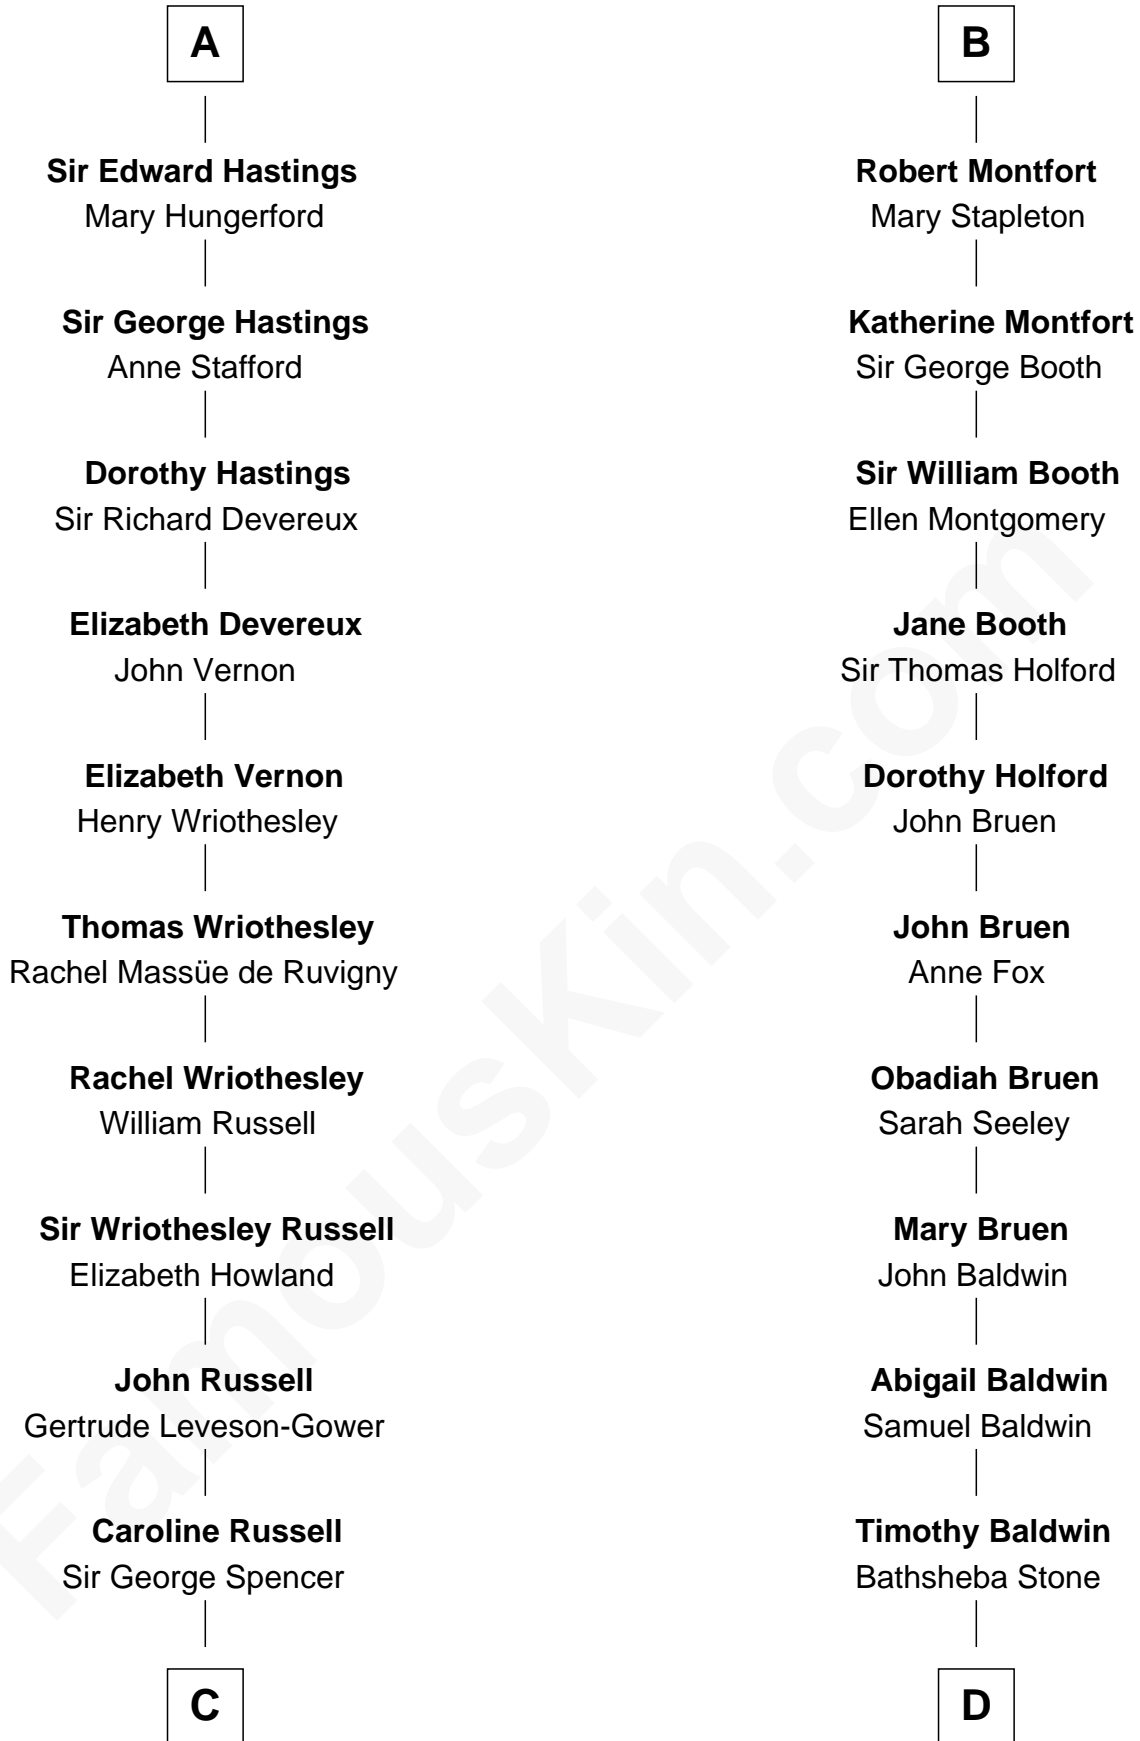 A
Sir Edward Hastings
Mary Hungerford
Sir George Hastings
Anne Stafford
Dorothy Hastings
Sir Richard Devereux
Elizabeth Devereux
John Vernon
Elizabeth Vernon
Henry Wriothesley
Thomas Wriothesley
Rachel Massüe de Ruvigny
Rachel Wriothesley
William Russell
Sir Wriothesley Russell
Elizabeth Howland
John Russell
Gertrude Leveson-Gower
Caroline Russell
Sir George Spencer
C
B
Robert Montfort
Mary Stapleton
Katherine Montfort
Sir George Booth
Sir William Booth
Ellen Montgomery
Jane Booth
Sir Thomas Holford
Dorothy Holford
John Bruen
John Bruen
Anne Fox
Obadiah Bruen
Sarah Seeley
Mary Bruen
John Baldwin
Abigail Baldwin
Samuel Baldwin
Timothy Baldwin
Bathsheba Stone
D
FamousKin.com